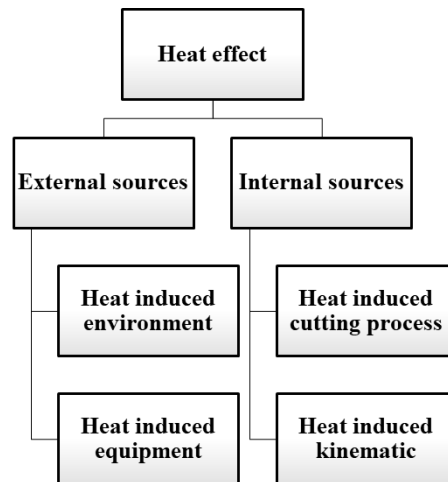 Heat effect
External sources
Internal sources
Heat induced
environment
Heat induced
equipment
Heat induced
cutting process
Heat induced
kinematic